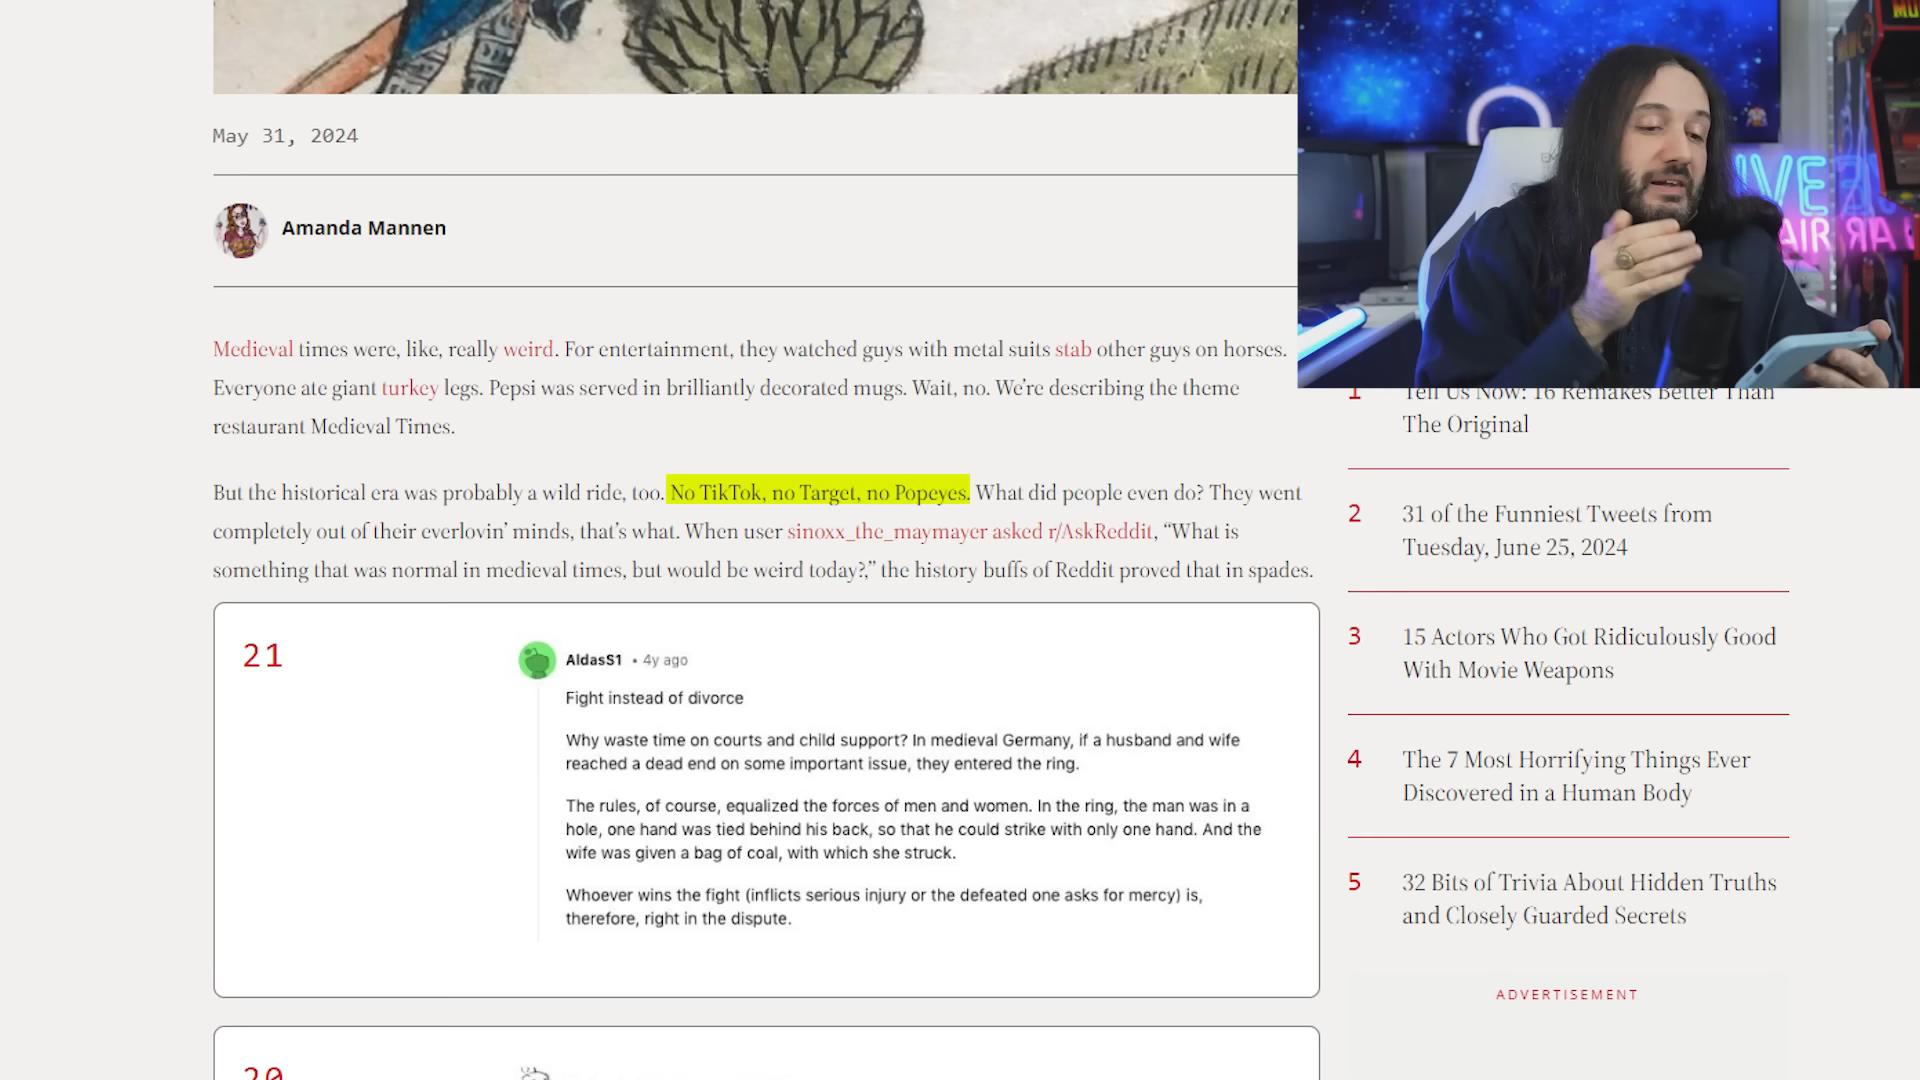 May 31, 2024
Amanda Mannen
Medieval times were, like, really weird. For entertainment, they watched guys with metal suits stab other guys on horses.
Everyone ate giant turkey legs. Pepsi was served in brilliantly decorated mugs. Wait, no. We’re describing the theme
restaurant Medieval Times.
But the historical era was probably a wild ride, too. No TikTok, no Target, no Popeyes. What did people even do? They went
completely out of their everlovin’ minds, that’s what. When user sinoxx_the_maymayer asked r/AskReddit, “What is
something that was normal in medieval times, but would be weird today?,” the history buffs of Reddit proved that in spades.
21
AldasS1 • 4y ago
Fight instead of divorce
Why waste time on courts and child support? In medieval Germany, if a husband and wife
reached a dead end on some important issue, they entered the ring.
The rules, of course, equalized the forces of men and women. In the ring, the man was in a
hole, one hand was tied behind his back, so that he could strike with only one hand. And the
wife was given a bag of coal, with which she struck.
Whoever wins the fight (inflicts serious injury or the defeated one asks for mercy) is,
therefore, right in the dispute.
20
AIR
1 Tell Us Now: 16 Remakes Better Than
The Original
2 31 of the Funniest Tweets from
Tuesday, June 25, 2024
3 15 Actors Who Got Ridiculously Good
With Movie Weapons
4 The 7 Most Horrifying Things Ever
Discovered in a Human Body
5 32 Bits of Trivia About Hidden Truths
and Closely Guarded Secrets
ADVERTISEMENT